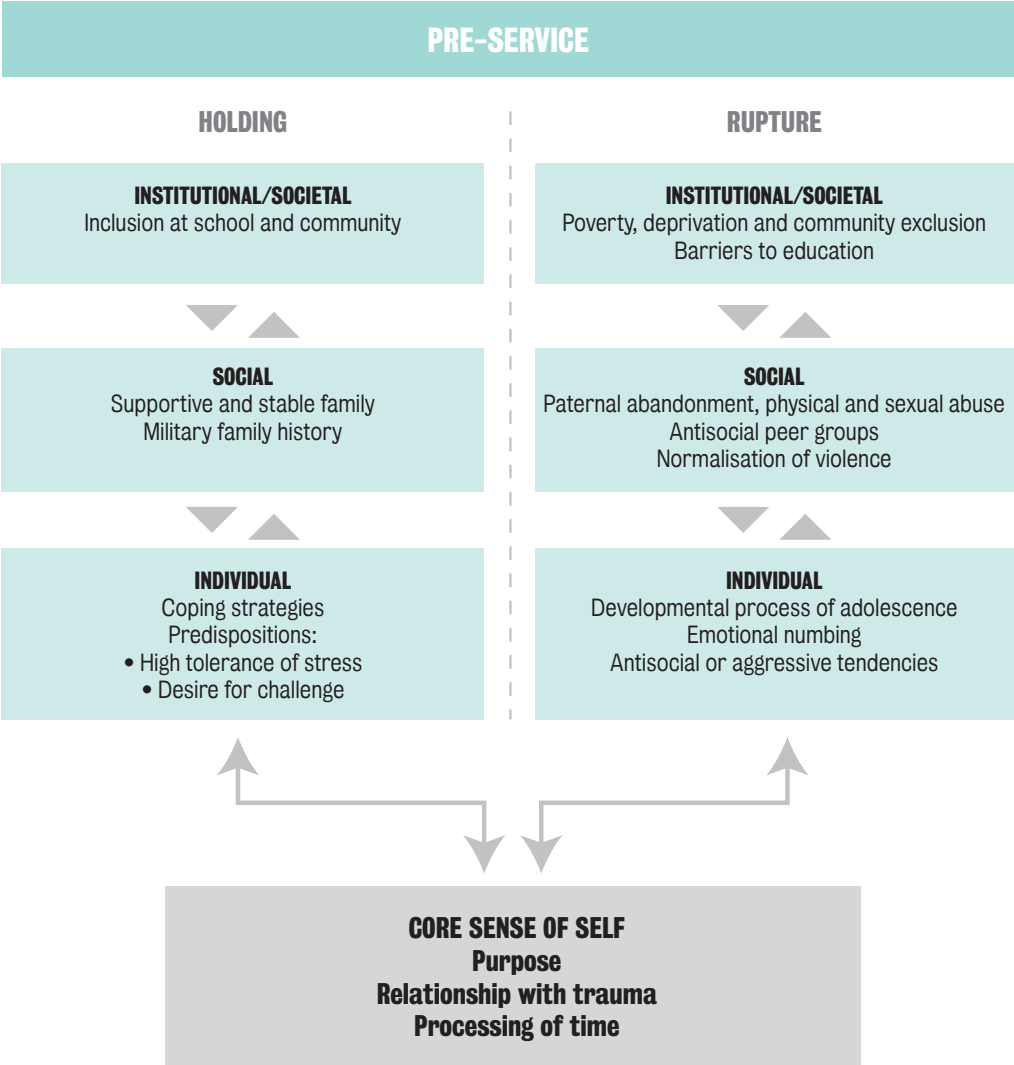 PRE-SERVICE
HOLDING
INSTITUTIONAL/SOCIETAL
Inclusion at school and community
SOCIAL
Supportive and stable family
Military family history
INDIVIDUAL
Coping strategies
Predispositions:
• High tolerance of stress
• Desire for challenge
RUPTURE
INSTITUTIONAL/SOCIETAL
Poverty, deprivation and community exclusion
Barriers to education
SOCIAL
Paternal abandonment, physical and sexual abuse
Antisocial peer groups
Normalisation of violence
INDIVIDUAL
Developmental process of adolescence
Emotional numbing
Antisocial or aggressive tendencies
CORE SENSE OF SELF
Purpose
Relationship with trauma
Processing of time